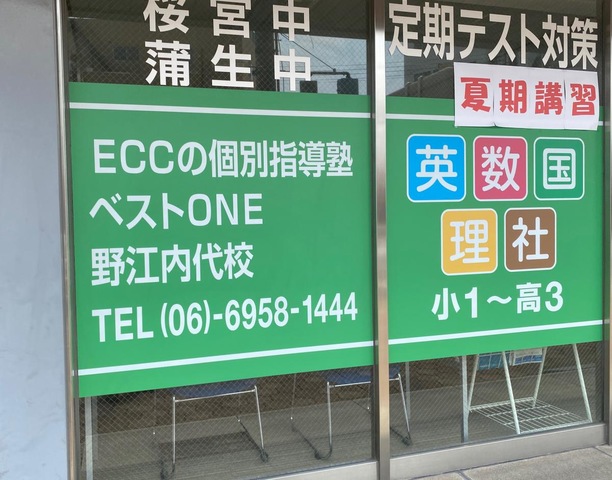 桜宮中
蒲生中
ECCの個別指導塾
ベストONE
野江内代校
TEL(06)-6958-1444
定期テスト対策
夏期講習
英数国
理社
小1〜高3